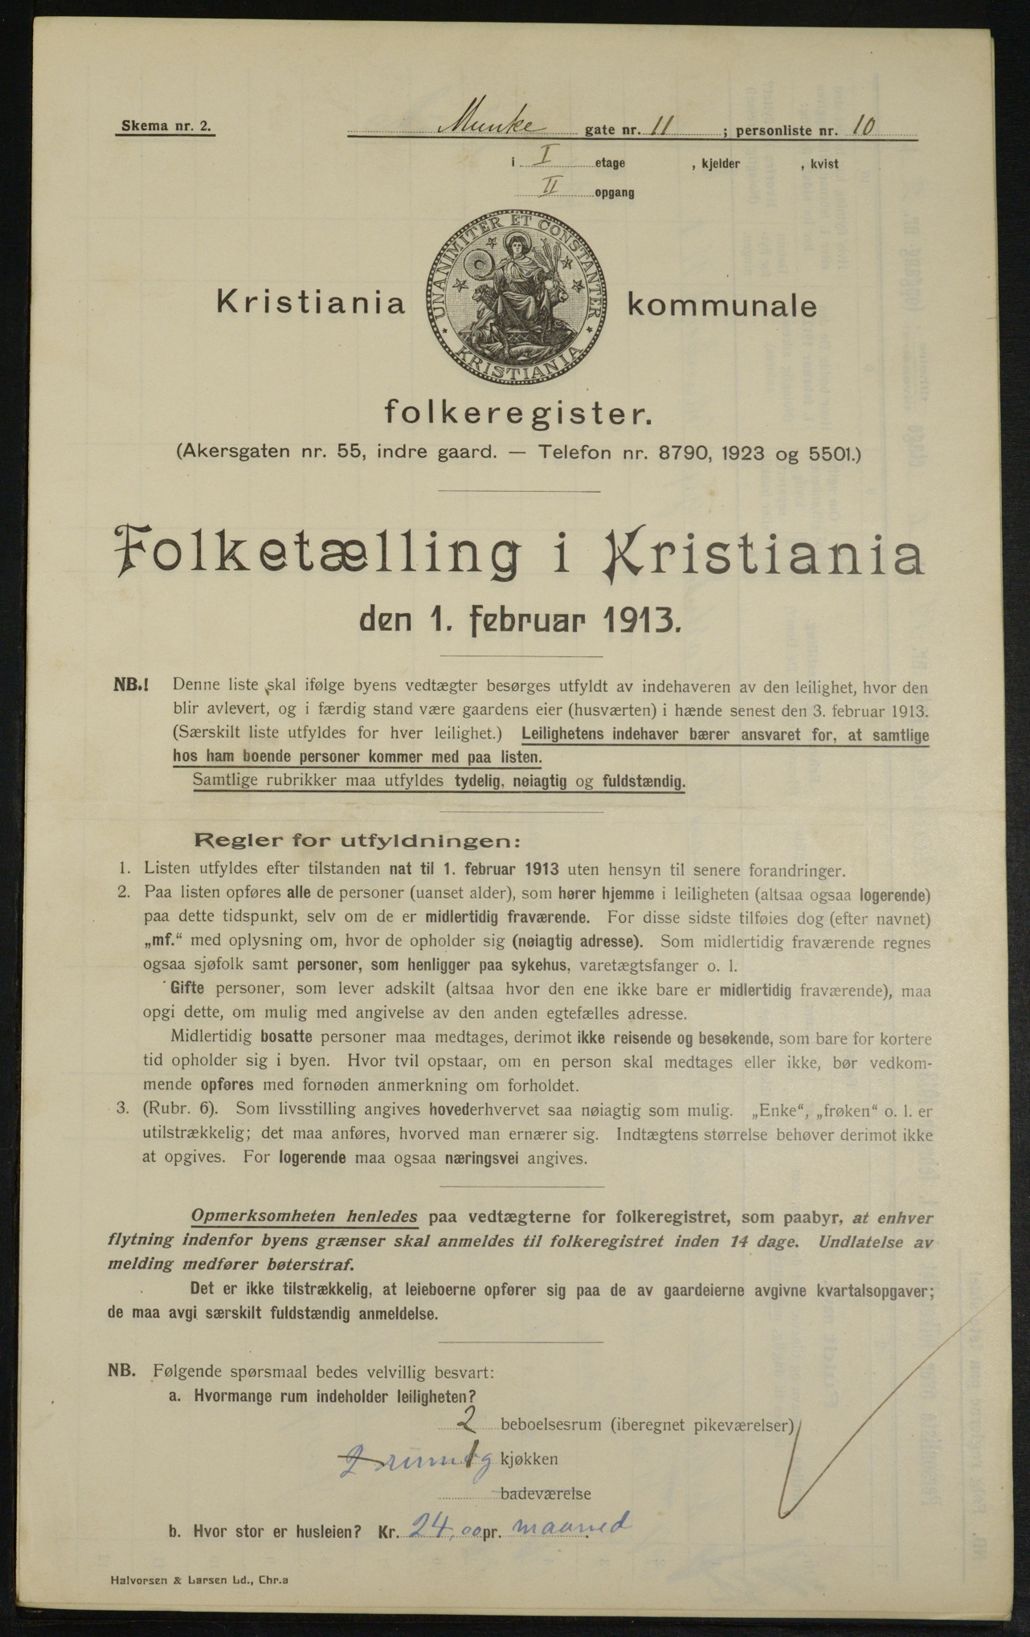 Skema nr. 2.
Munke gate nr. 11 ; personliste nr. 10
i I etage , kjelder , kvist
II opgang
UNANIMITER ET CONSTANTER
KRISTIANIA
Kristiania kommunale
folkeregister.
(Akersgaten nr. 55, indre gaard. — Telefon nr. 8790, 1923 og 5501.)
Folketælling i Kristiania
den 1. februar 1913.
NB.! Denne liste skal ifølge byens vedtægter besørges utfyldt av indehaveren av den leilighet, hvor den
blir avlevert, og i færdig stand være gaardens eier (husværten) i hænde senest den 3. februar 1913.
(Særskilt liste utfyldes for hver leilighet.) Leilighetens indehaver bærer ansvaret for, at samtlige
hos ham boende personer kommer med paa listen.
Samtlige rubrikker maa utfyldes tydelig, nøiagtig og fuldstændig.
Regler for utfyldningen:
1. Listen utfyldes efter tilstanden nat til 1. februar 1913 uten hensyn til senere forandringer.
2. Paa listen opføres alle de personer (uanset alder), som hører hjemme i leiligheten (altsaa ogsaa logerende)
paa dette tidspunkt, selv om de er midlertidig fraværende. For disse sidste tilføies dog (efter navnet)
„mf.“ med oplysning om, hvor de opholder sig (nøiagtig adresse). Som midlertidig fraværende regnes
ogsaa sjøfolk samt personer, som henligger paa sykehus, varetægtsfanger o. l.
Gifte personer, som lever adskilt (altsaa hvor den ene ikke bare er midlertidig fraværende), maa
opgi dette, om mulig med angivelse av den anden egtefælles adresse.
Midlertidig bosatte personer maa medtages, derimot ikke reisende og besøkende, som bare for kortere
tid opholder sig i byen. Hvor tvil opstaar, om en person skal medtages eller ikke, bør vedkom-
mende opføres med fornøden anmerkning om forholdet.
3. (Rubr. 6). Som livsstilling angives hovederhvervet saa nøiagtig som mulig. „Enke“, „frøken“ o. l. er
utilstrækkelig; det maa anføres, hvorved man ernærer sig. Indtægtens størrelse behøver derimot ikke
at opgives. For logerende maa ogsaa næringsvei angives.
Opmerksomheten henledes paa vedtægterne for folkeregistret, som paabyr, at enhver
flytning indenfor byens grænser skal anmeldes til folkeregistret inden 14 dage. Undlatelse av
melding medfører bøterstraf.
Det er ikke tilstrækkelig, at leieboerne opfører sig paa de av gaardeierne avgivne kvartalsopgaver;
de maa avgi særskilt fuldstændig anmeldelse.
NB. Følgende spørsmaal bedes velvillig besvart:
a. Hvormange rum indeholder leiligheten?
2 beboelsesrum (iberegnet pikeværelser)
2 rum og 1 kjøkken
badeværelse
b. Hvor stor er husleien? Kr. 24,00 pr. maaned
Halvorsen & Larsen Ld., Chr.a